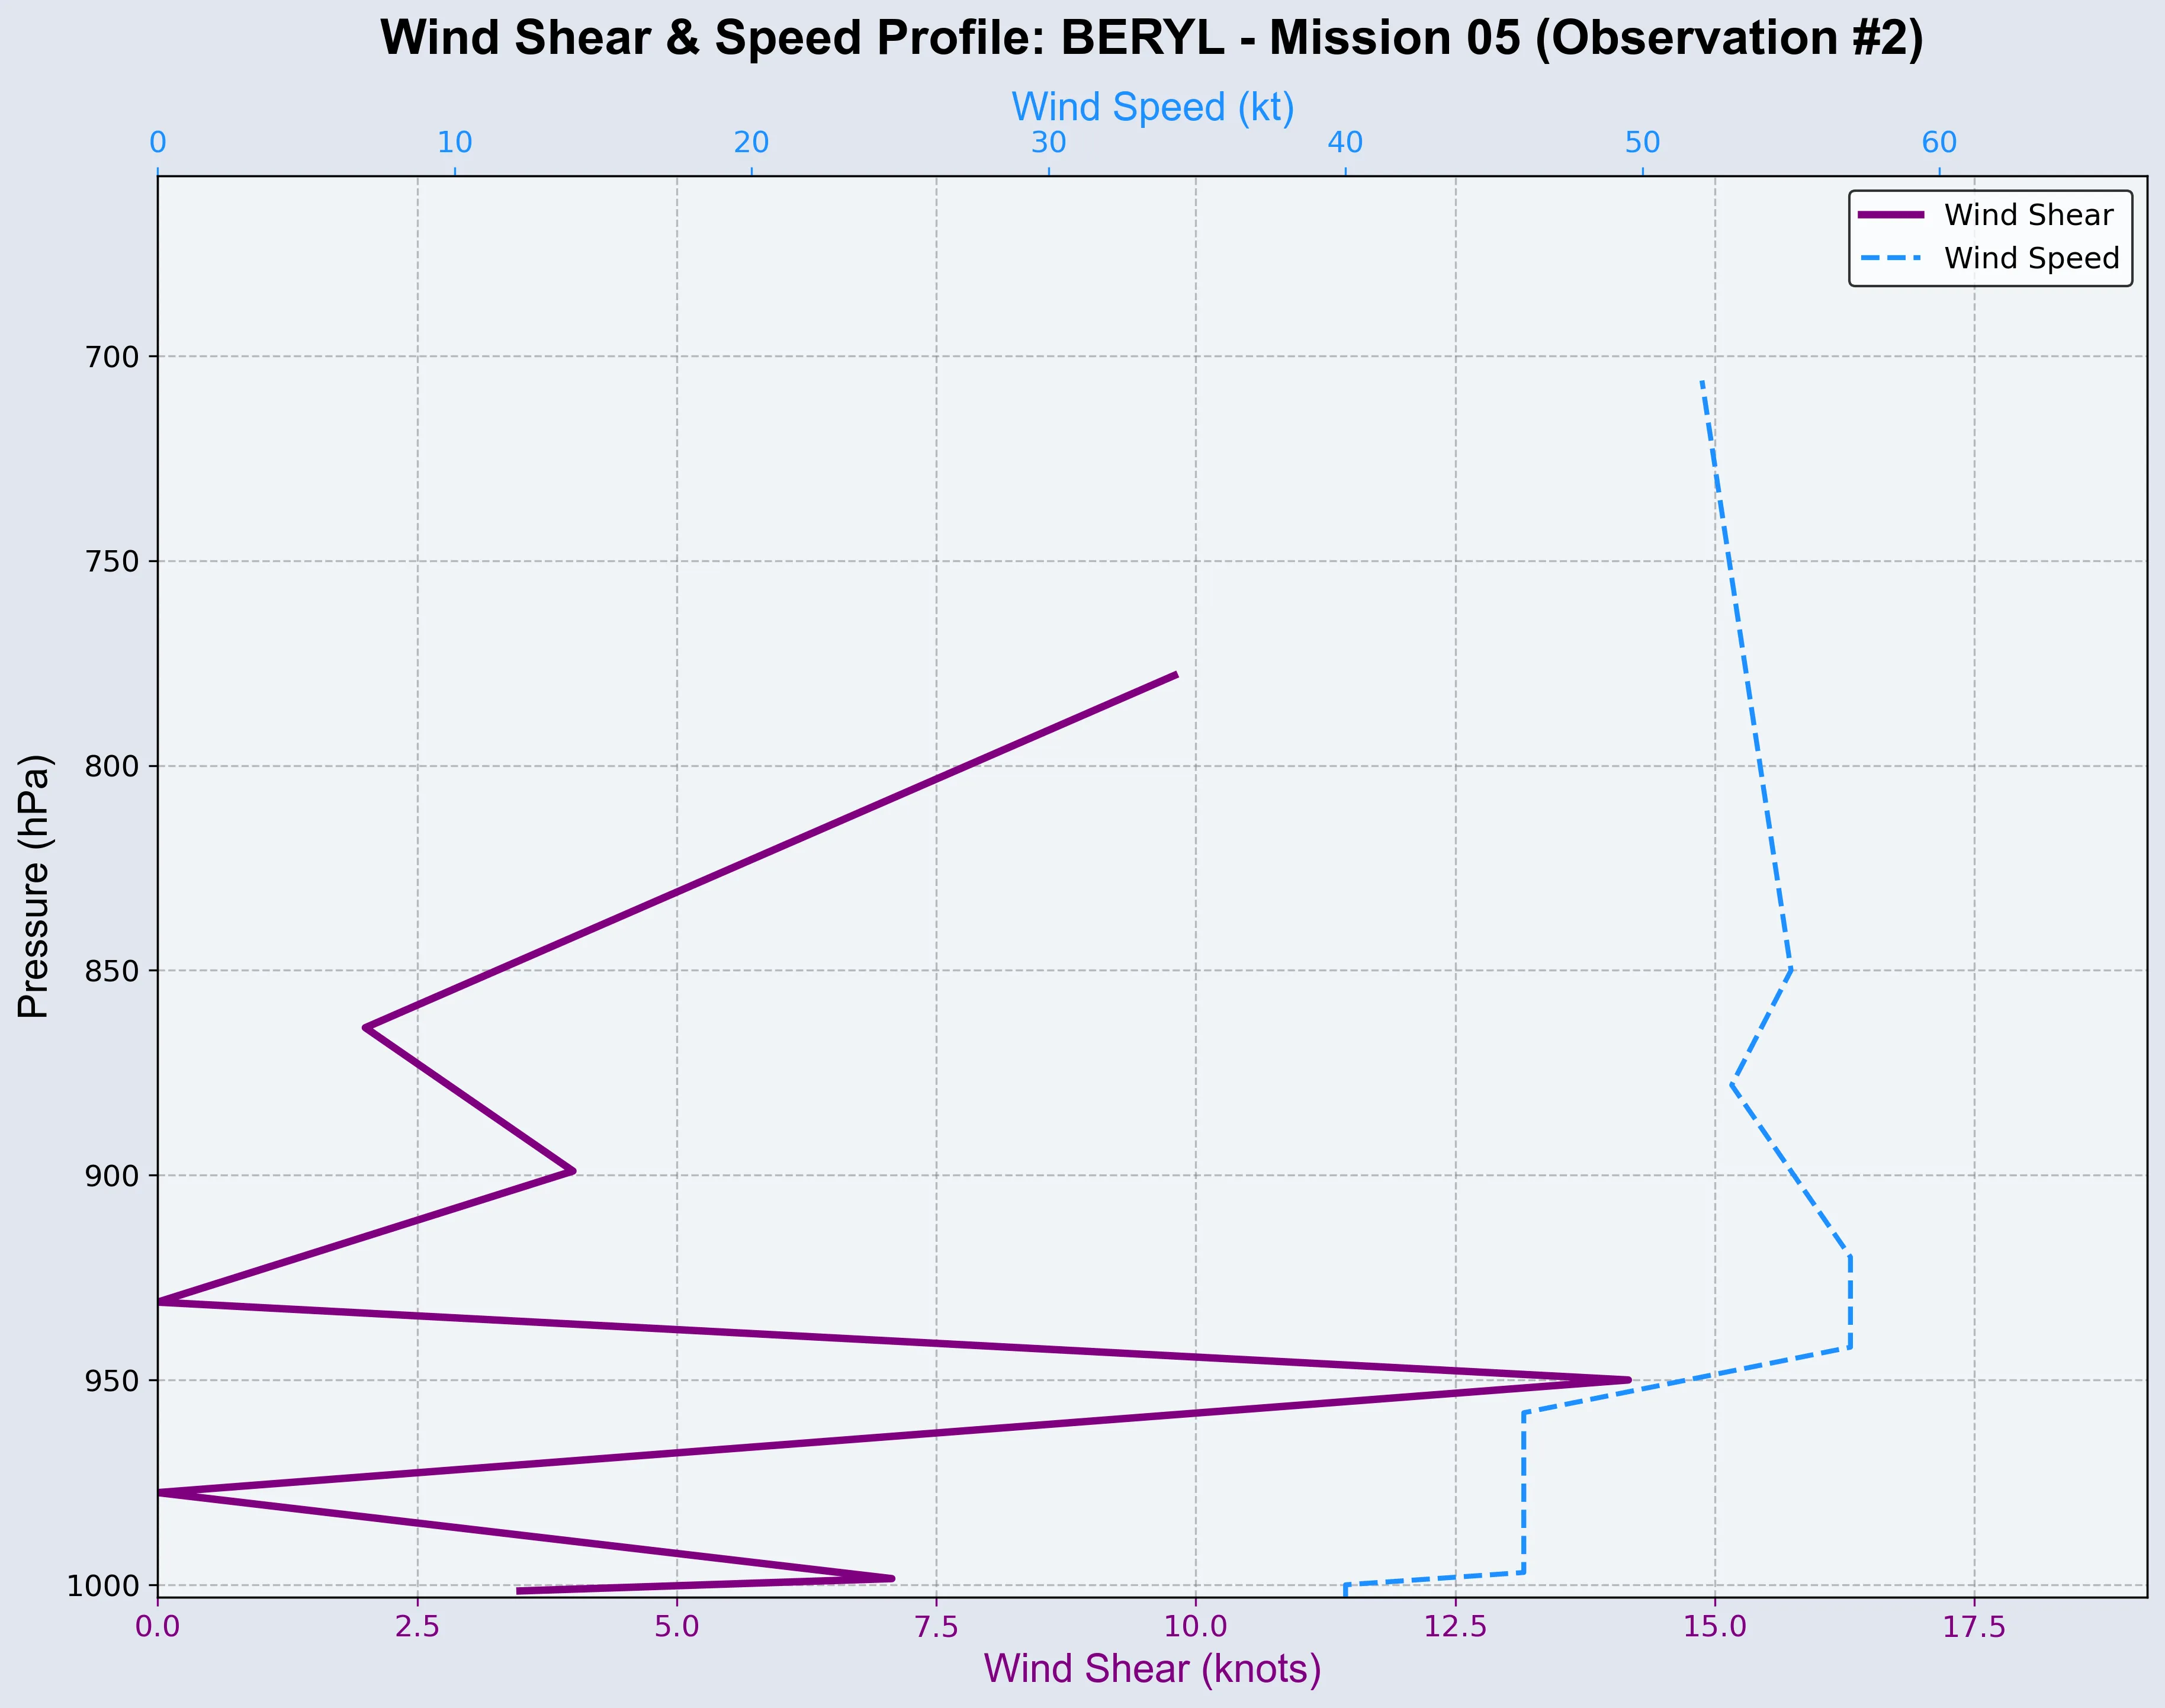 Wind Shear & Speed Profile: BERYL - Mission 05 (Observation #2)
Wind Speed (kt)
0 10 20 30 40 50 60
Wind Shear
Wind Speed
Pressure (hPa)
700
750
800
850
900
950
1000
0.0 2.5 5.0 7.5 10.0 12.5 15.0 17.5
Wind Shear (knots)